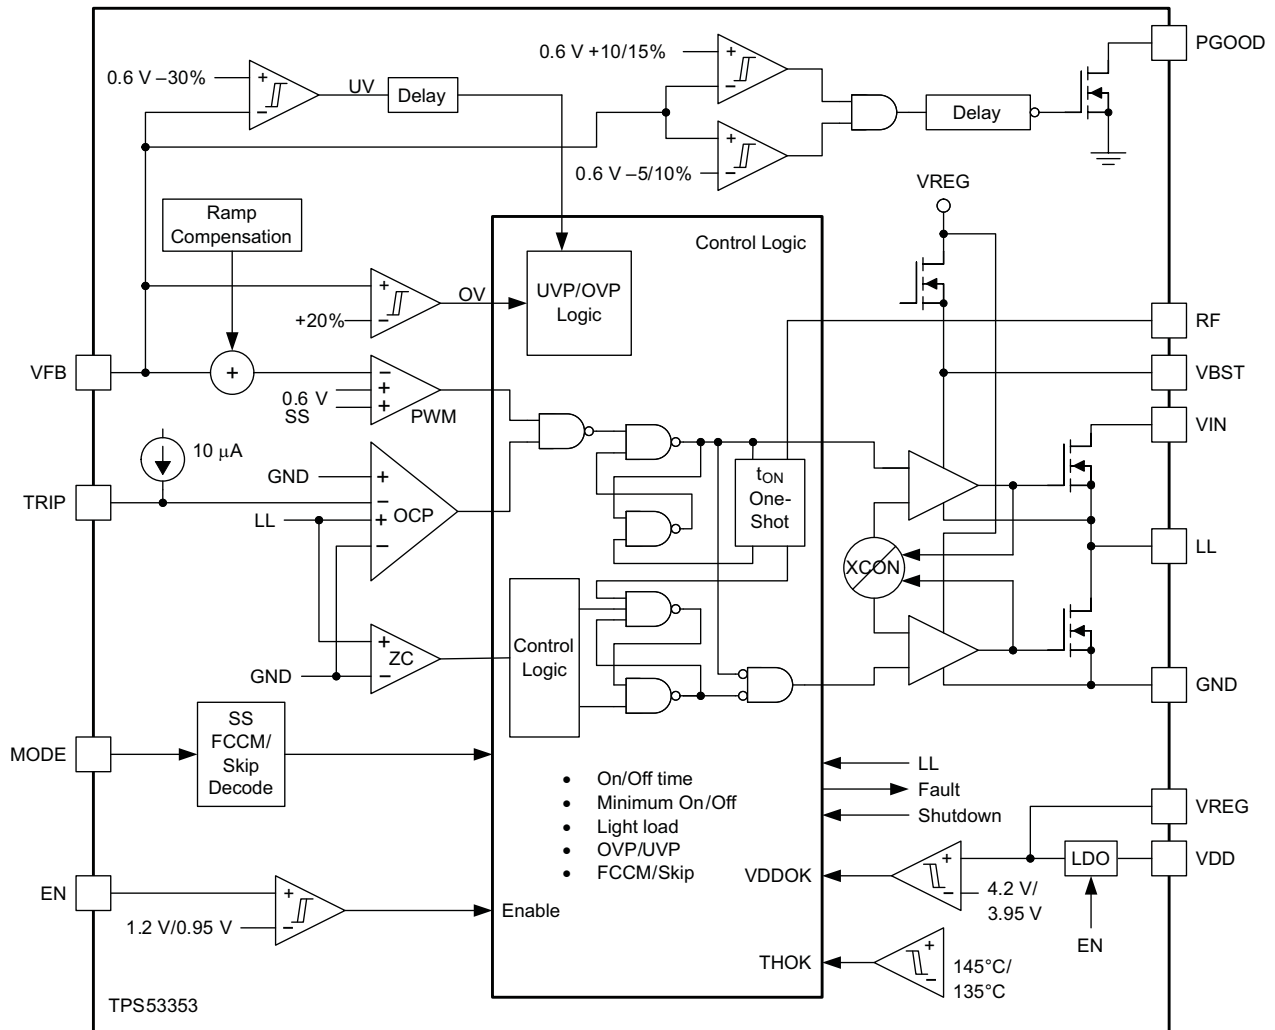 PGOOD
0.6 V +10/15%
+
−
0.6 V –30%
+
−
UV
Delay
Delay
+
−
0.6 V –5/10%
VREG
Ramp
Compensation
Control Logic
UVP/OVP
Logic
+
−
OV
+20%
RF
VFB
+
−
+
+
0.6 V
SS
PWM
VBST
VIN
10 μA
GND
+
−
TRIP
LL
+
−
OCP
tON
One-
Shot
XCON
LL
Control
Logic
+
−
ZC
GND
GND
MODE
SS
FCCM/
Skip
Decode
• On/Off time
• Minimum On/Off
• Light load
• OVP/UVP
• FCCM/Skip
LL
Fault
Shutdown
VREG
VDDOK
+
−
4.2 V/
3.95 V
LDO
VDD
EN
EN
+
−
1.2 V/0.95 V
Enable
THOK
+
−
145°C/
135°C
TPS53353